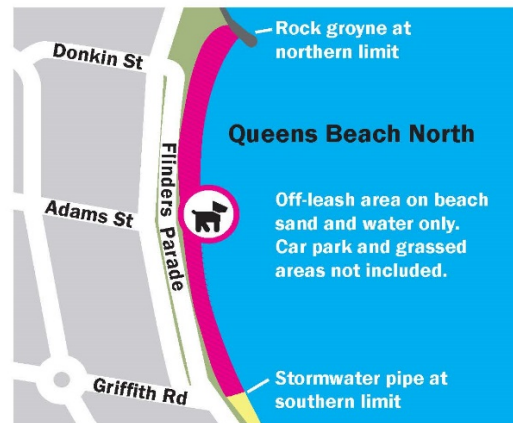 Rock groyne at
northern limit
Donkin St
Queens Beach North
Flinders Parade
Off-leash area on beach
sand and water only.
Car park and grassed
areas not included.
Adams St
Stormwater pipe at
southern limit
Griffith Rd